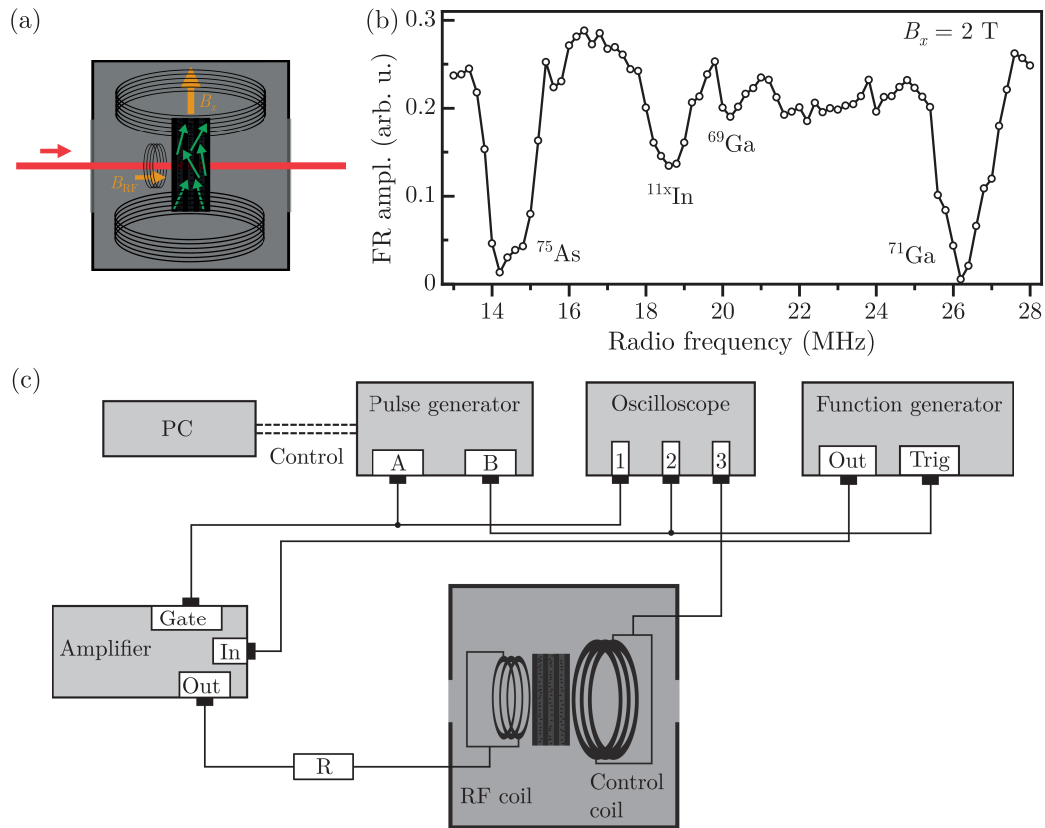 (a)
B_z
B_RF
(b)
FR ampl. (arb. u.)
0.3
0.2
0.1
0
B_x = 2 T
⁷⁵As
¹¹ˣIn
⁶⁹Ga
⁷¹Ga
14 16 18 20 22 24 26 28
Radio frequency (MHz)
(c)
PC
Control
Pulse generator
A B
Oscilloscope
1 2 3
Function generator
Out Trig
Amplifier
Gate
In
Out
R
RF coil
Control
coil